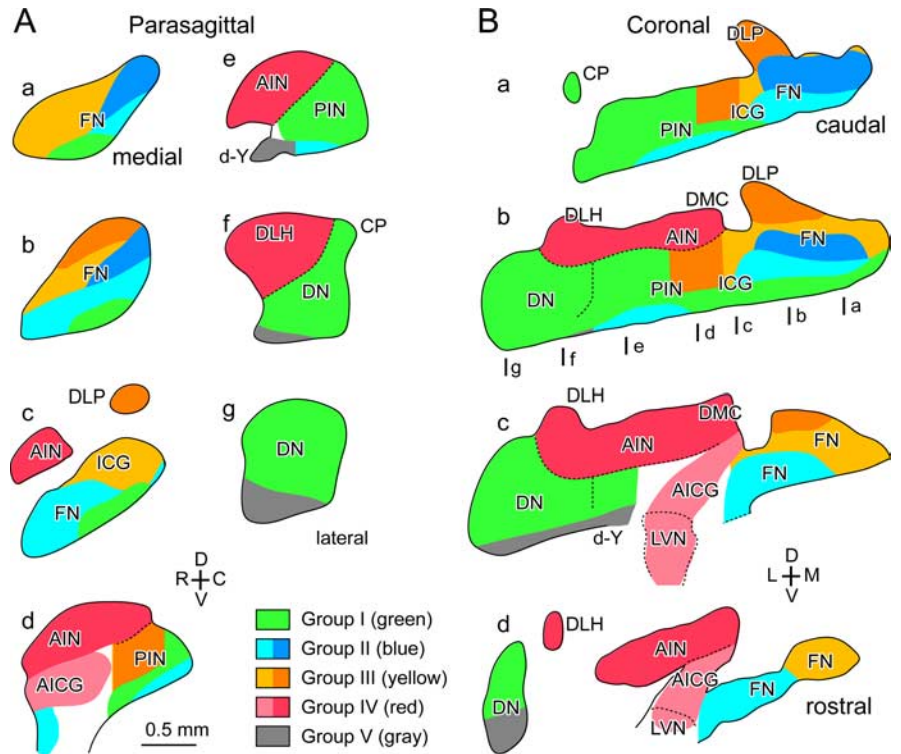 A Parasagittal
a
FN
medial
e
AIN
PIN
d-Y
b
FN
f
DLH
CP
DN
c
DLP
AIN
ICG
FN
g
DN
lateral
D
R C
V
d
AIN
AICG
PIN
0.5 mm
Group I (green)
Group II (blue)
Group III (yellow)
Group IV (red)
Group V (gray)
B Coronal
a
CP
DLP
FN
ICG
PIN
caudal
b
DLP
DLH
DMC
AIN
FN
DN
PIN
ICG
g f e d c b a
c
DLH
DMC
AIN
FN
FN
DN
AICG
d-Y
LVN
D
L M
V
d
DLH
AIN
AICG
FN
FN
DN
LVN
rostral